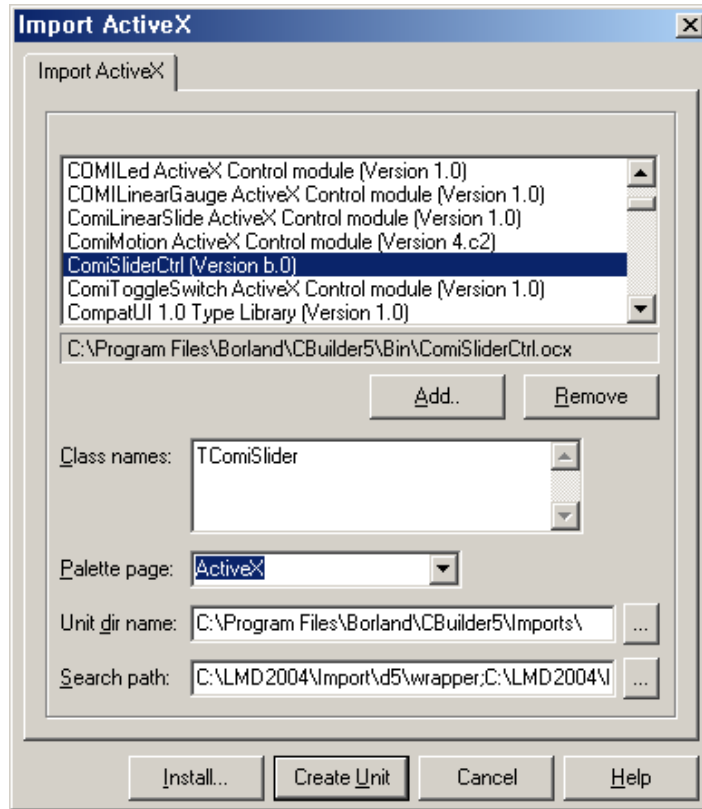 Import ActiveX
Import ActiveX
COMILed ActiveX Control module (Version 1.0)
COMILinearGauge ActiveX Control module (Version 1.0)
ComiLinearSlide ActiveX Control module (Version 1.0)
ComiMotion ActiveX Control module (Version 4.c2)
ComiSliderCtrl (Version b.0)
ComiToggleSwitch ActiveX Control module (Version 1.0)
CompatUI 1.0 Type Library (Version 1.0)
C:\Program Files\Borland\CBuilder5\Bin\ComiSliderCtrl.ocx
Add.. Remove
Class names: TComiSlider
Palette page: ActiveX
Unit dir name: C:\Program Files\Borland\CBuilder5\Imports\ ...
Search path: C:\LMD2004\Import\d5\wrapper;C:\LMD2004\I ...
Install... Create Unit Cancel Help